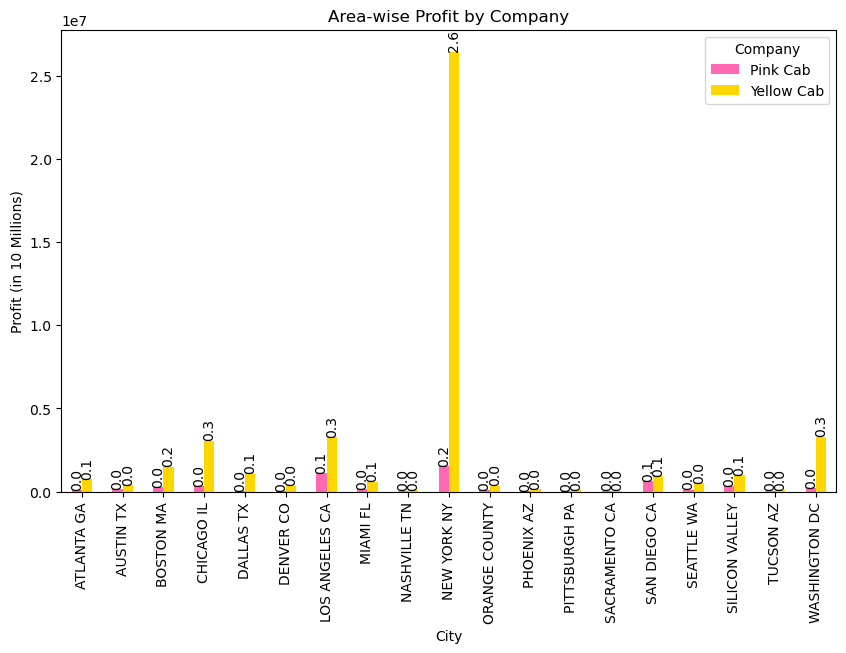 Area-wise Profit by Company
1e7
Company
Pink Cab
Yellow Cab
Profit (in 10 Millions)
2.5
2.0
1.5
1.0
0.5
0.0
0.0
0.1
0.0
0.0
0.0
0.2
0.0
0.3
0.0
0.1
0.0
0.0
0.1
0.3
0.0
0.1
0.0
0.0
0.2
2.6
0.0
0.0
0.0
0.0
0.0
0.0
0.0
0.0
0.1
0.1
0.0
0.0
0.0
0.1
0.0
0.0
0.0
0.3
ATLANTA GA
AUSTIN TX
BOSTON MA
CHICAGO IL
DALLAS TX
DENVER CO
LOS ANGELES CA
MIAMI FL
NASHVILLE TN
NEW YORK NY
ORANGE COUNTY
PHOENIX AZ
PITTSBURGH PA
SACRAMENTO CA
SAN DIEGO CA
SEATTLE WA
SILICON VALLEY
TUCSON AZ
WASHINGTON DC
City